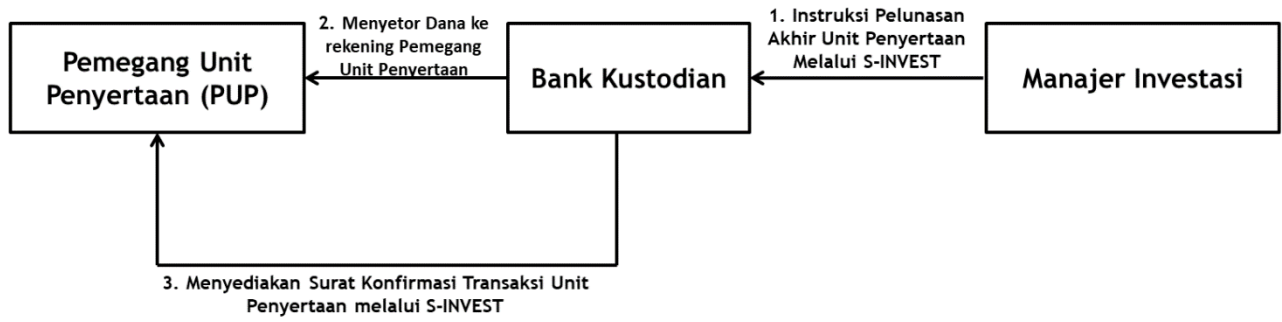 2. Menyetor Dana ke
rekening Pemegang
Unit Penyertaan
1. Instruksi Pelunasan
Akhir Unit Penyertaan
Melalui S-INVEST
Pemegang Unit
Penyertaan (PUP)
Bank Kustodian
Manajer Investasi
3. Menyediakan Surat Konfirmasi Transaksi Unit
Penyertaan melalui S-INVEST